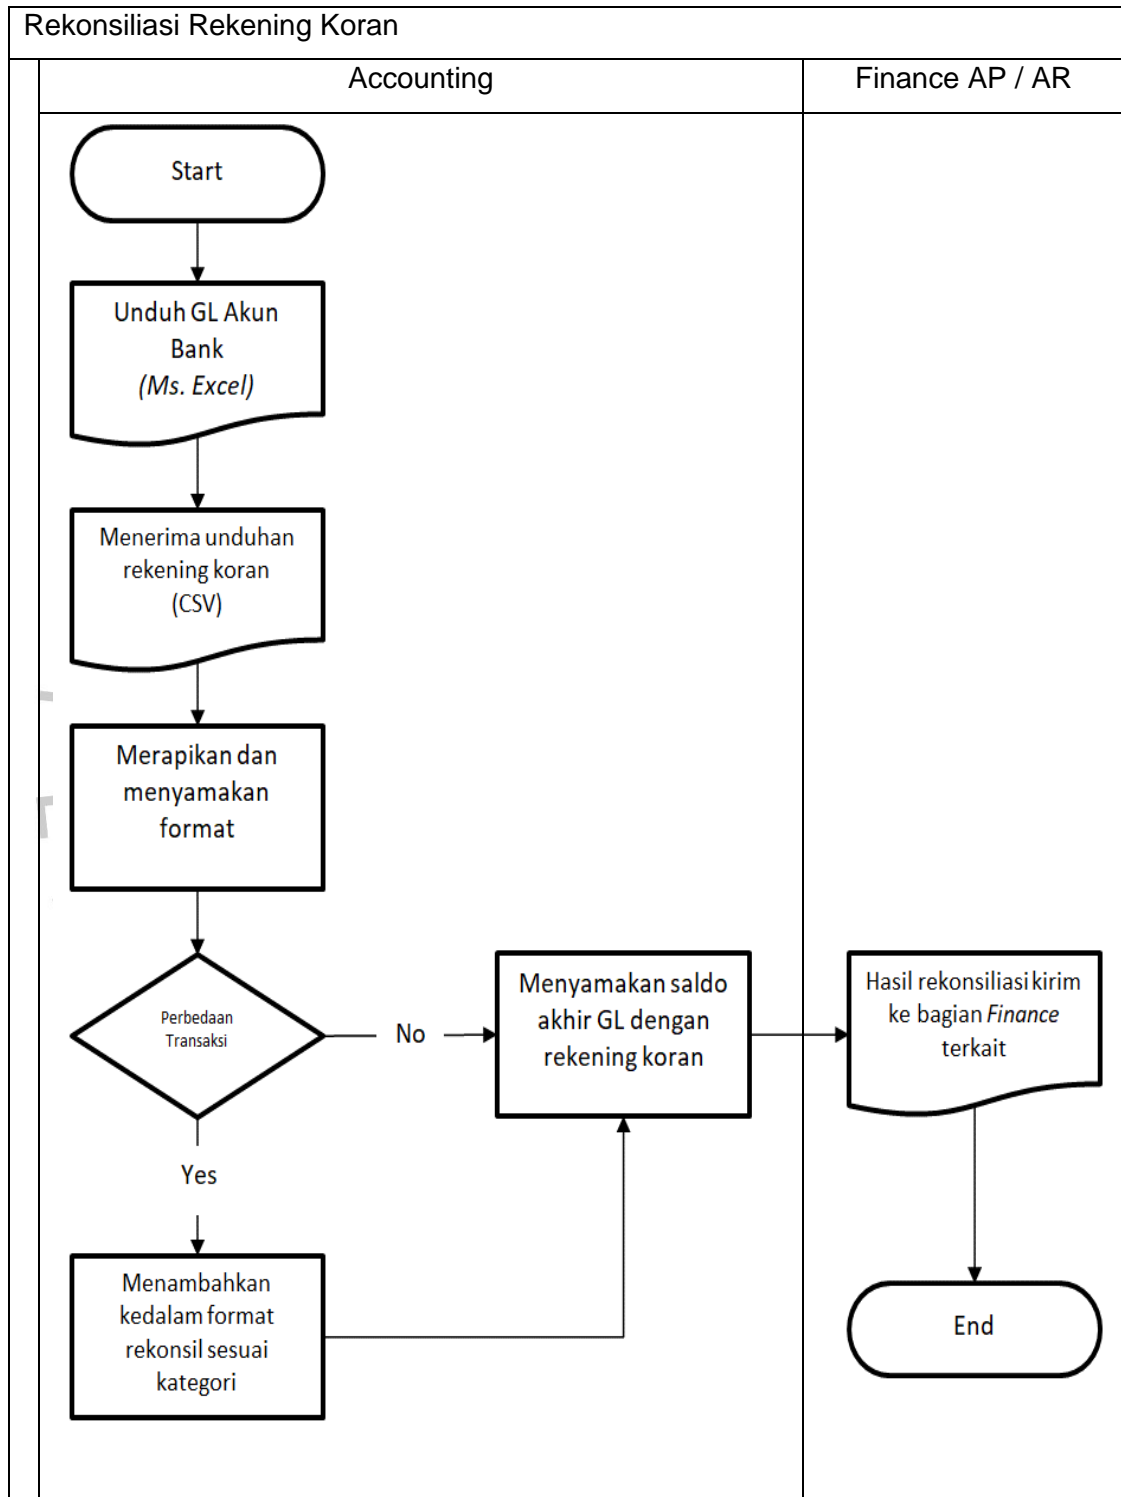 Rekonsiliasi Rekening Koran
Accounting
Finance AP / AR
Start
Unduh GL Akun
Bank
(Ms. Excel)
Menerima unduhan
rekening koran
(CSV)
Merapikan dan
menyamakan
format
Perbedaan
Transaksi
No
Menyamakan saldo
akhir GL dengan
rekening koran
Hasil rekonsiliasi kirim
ke bagian Finance
terkait
Yes
Menambahkan
kedalam format
rekonsil sesuai
kategori
End